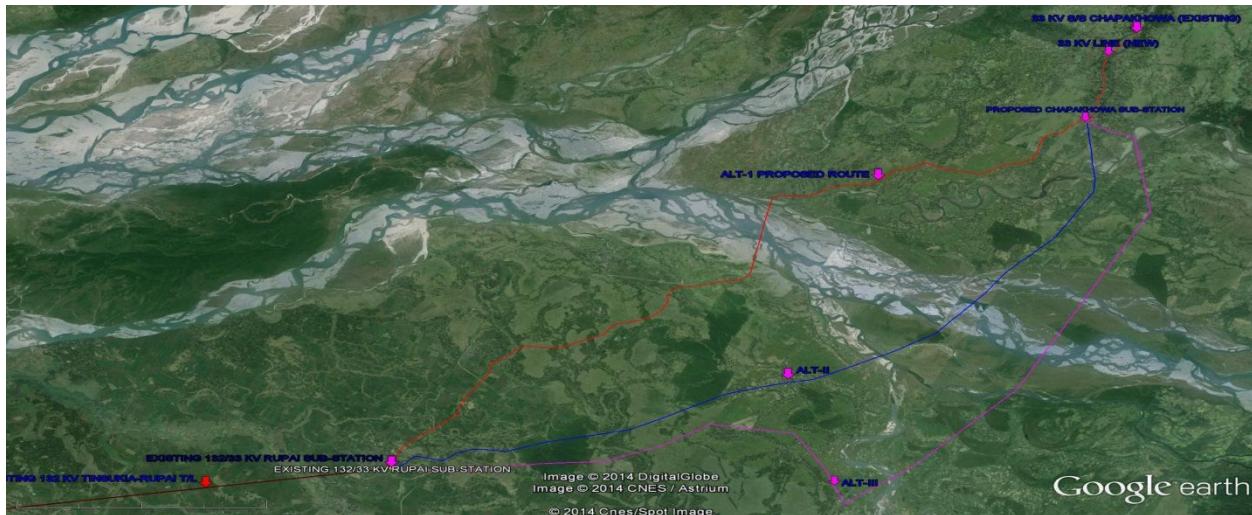 33 KV S/S CHAPAKHOWA (EXISTING)
33 KV LINE (NEW)
PROPOSED CHAPAKHOWA SUB-STATION
ALT-1 PROPOSED ROUTE
ALT-II
EXISTING 132/33 KV RUPAI SUB-STATION
EXISTING 132/33 KV RUPAI SUB-STATION
TING 132 KV TINSUKIA-RUPAI T/L
ALT-III
Image © 2014 DigitalGlobe
Image © 2014 CNES / Astrium
© 2014 Cnes/Spot Image
Google earth